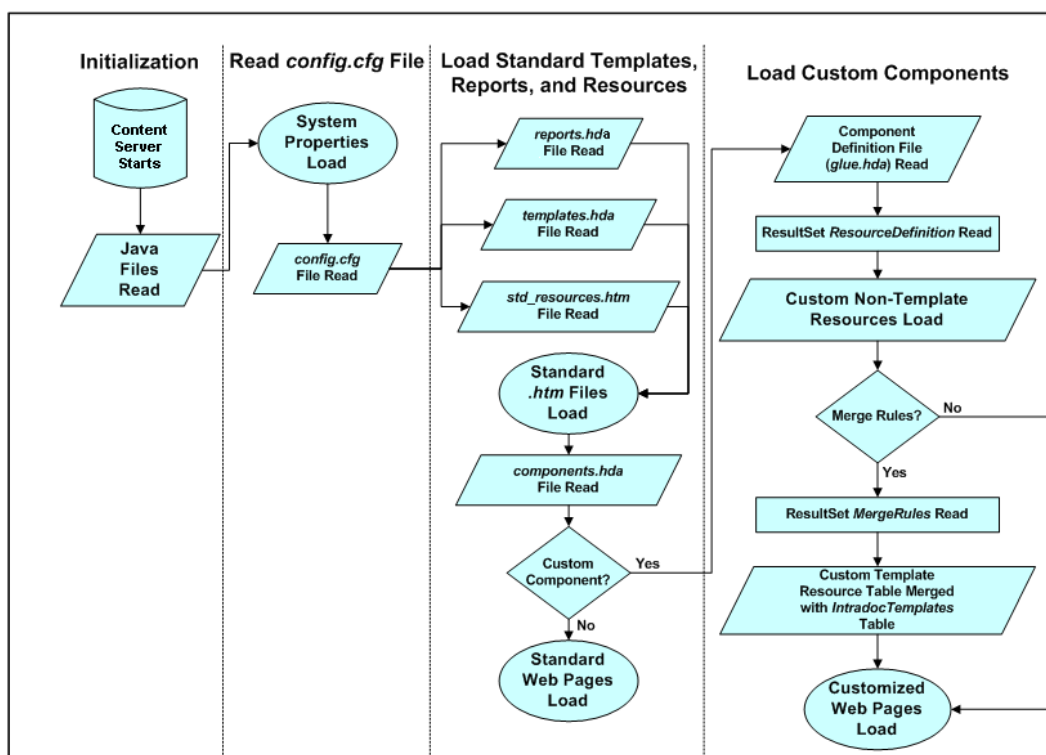 Initialization
Content
Server
Starts
Java
Files
Read
Read config.cfg File
System
Properties
Load
config.cfg
File Read
Load Standard Templates,
Reports, and Resources
reports.hda
File Read
templates.hda
File Read
std_resources.htm
File Read
Standard
.htm Files
Load
components.hda
File Read
Custom
Component?
Yes
No
Standard
Web Pages
Load
Load Custom Components
Component
Definition File
(glue.hda) Read
ResultSet ResourceDefinition Read
Custom Non-Template
Resources Load
Merge Rules?
No
Yes
ResultSet MergeRules Read
Custom Template
Resource Table Merged
with IntradocTemplates
Table
Customized
Web Pages
Load